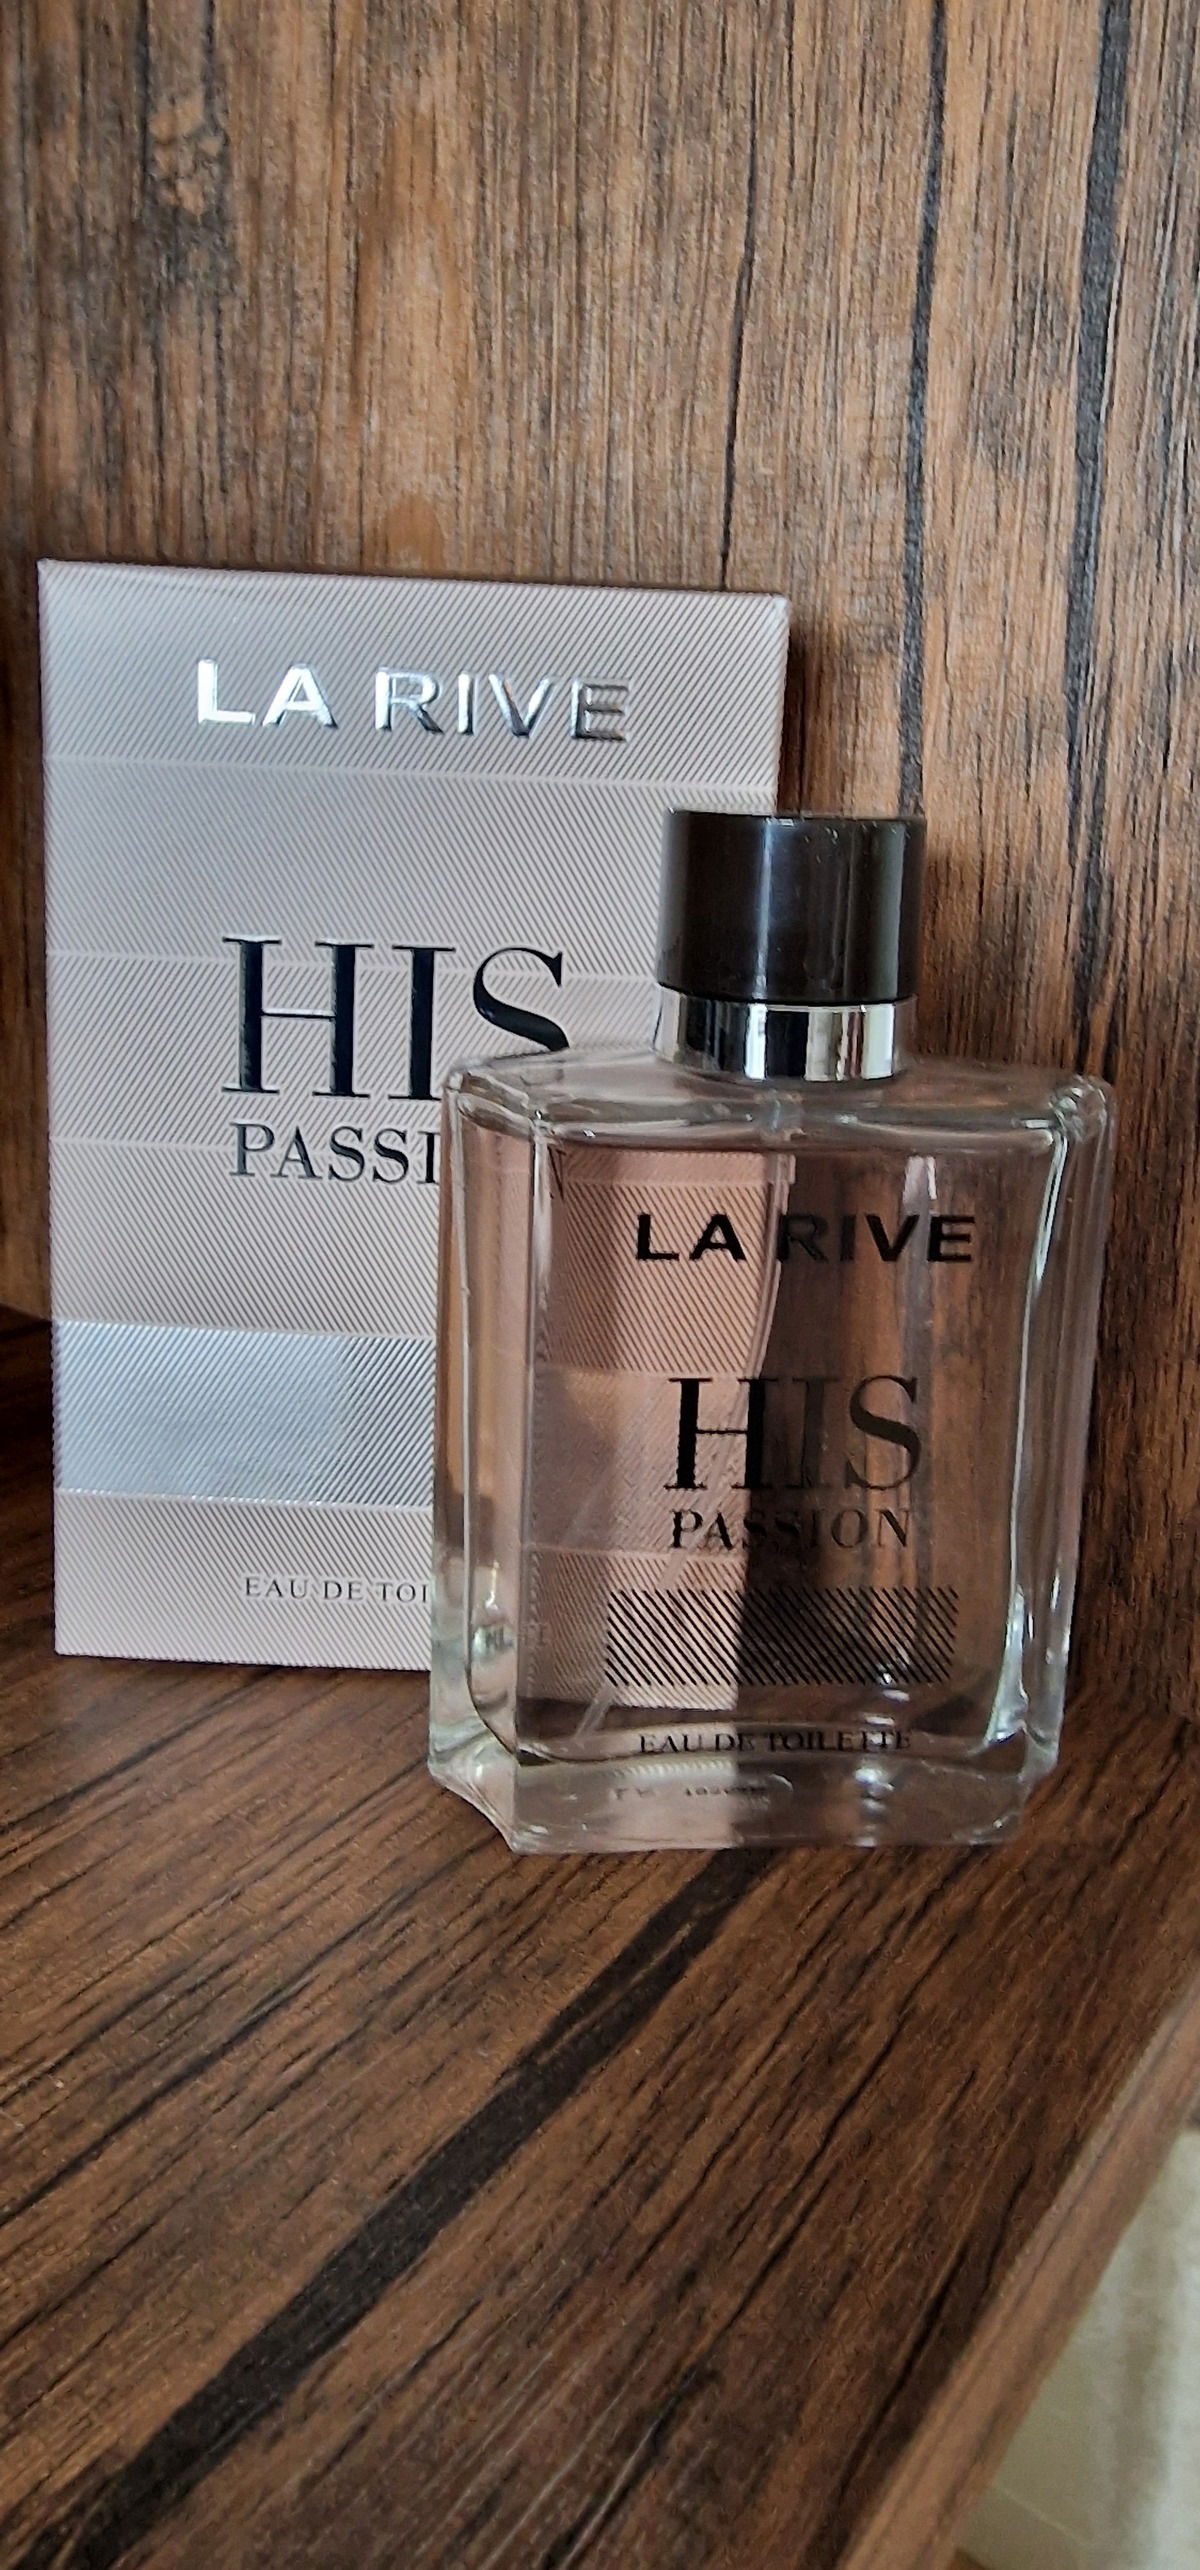 LA RIVE
HIS
PASSI
EAU DE TOI
LA RIVE
HIS
PASSION
EAU DE TOILETTE